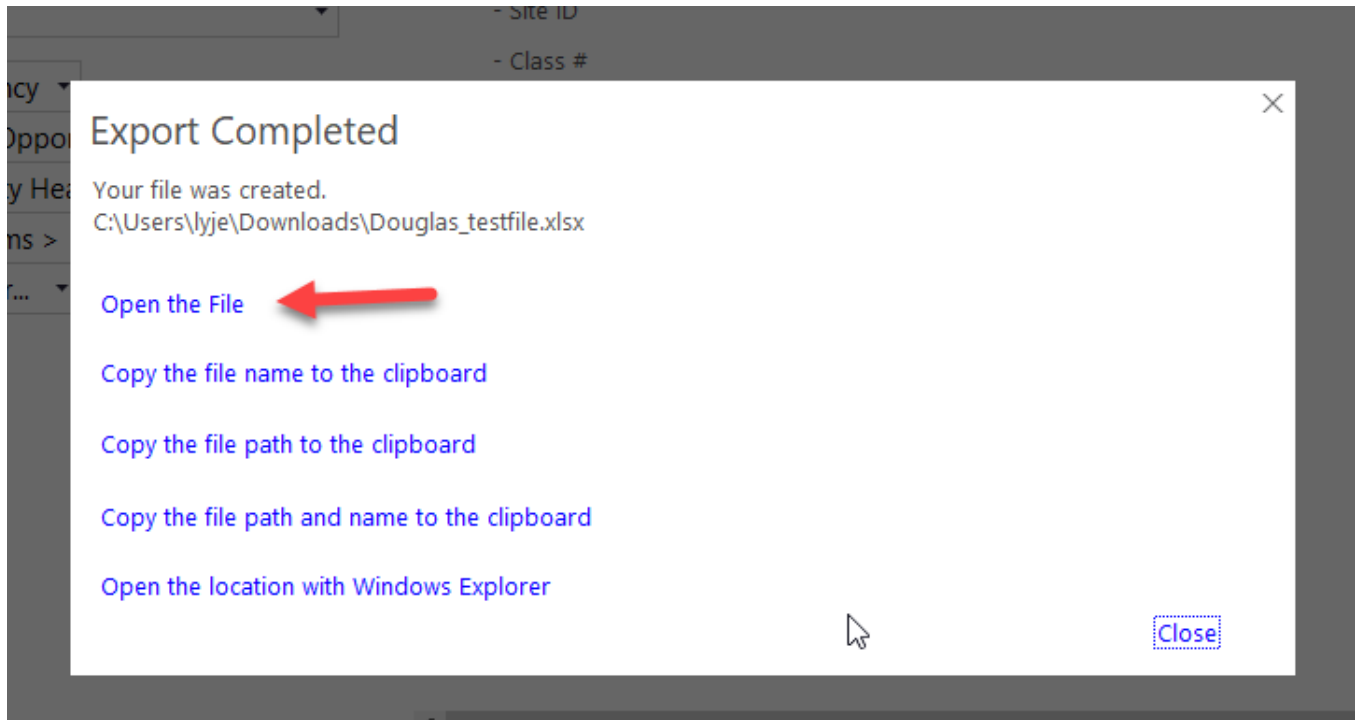 - Site ID
- Class #
ncy
Oppor
ty Hea
ms >
r...
Export Completed
Your file was created.
C:\Users\lyje\Downloads\Douglas_testfile.xlsx
Open the File
Copy the file name to the clipboard
Copy the file path to the clipboard
Copy the file path and name to the clipboard
Open the location with Windows Explorer
Close